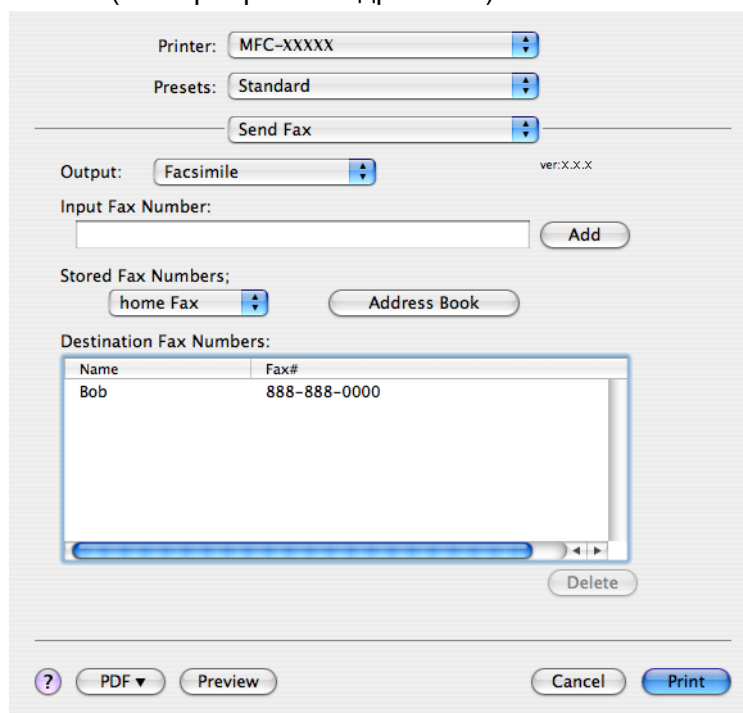 Printer: MFC-XXXXX
Presets: Standard
Send Fax
Output: Facsimile ver:X.X.X
Input Fax Number:
Add
Stored Fax Numbers;
home Fax Address Book
Destination Fax Numbers:
Name Fax#
Bob 888-888-0000
Delete
? PDF▼ Preview Cancel Print